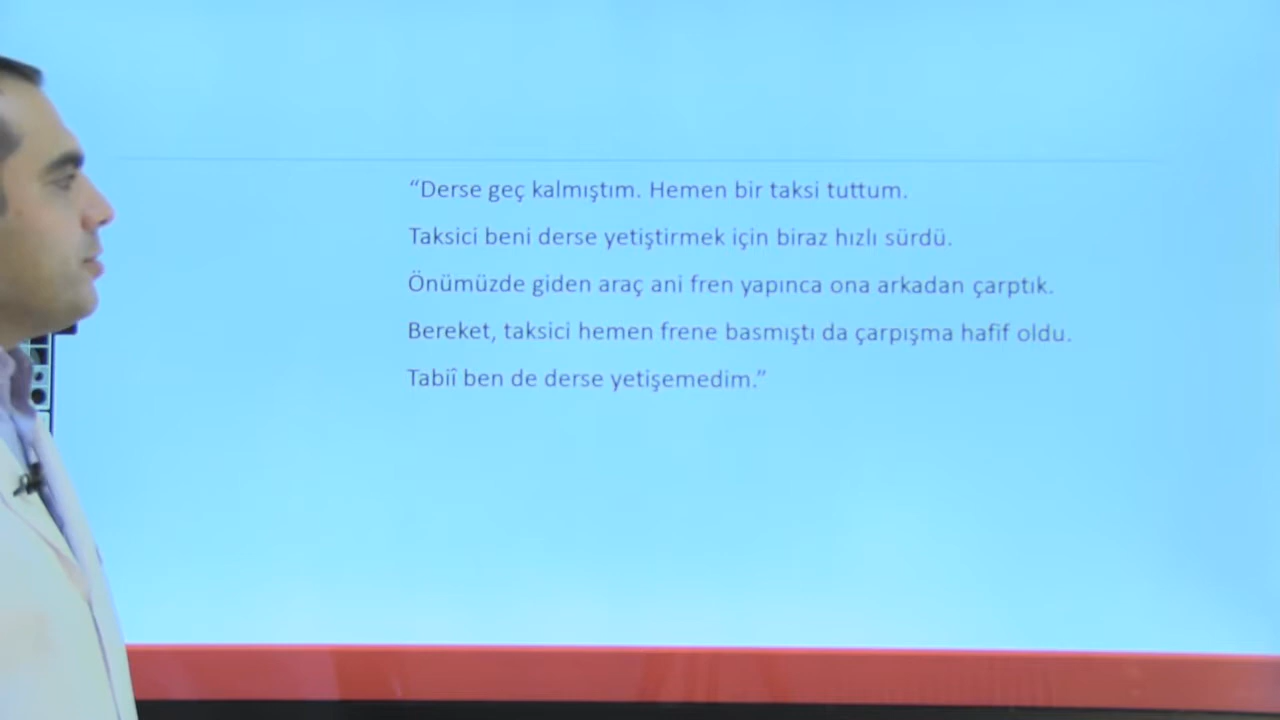 “Derse geç kalmıştım. Hemen bir taksi tuttum.
Taksici beni derse yetiştirmek için biraz hızlı sürdü.
Önümüzde giden araç ani fren yapınca ona arkadan çarptık.
Bereket, taksici hemen frene basmıştı da çarpışma hafif oldu.
Tabiî ben de derse yetişemedim.”